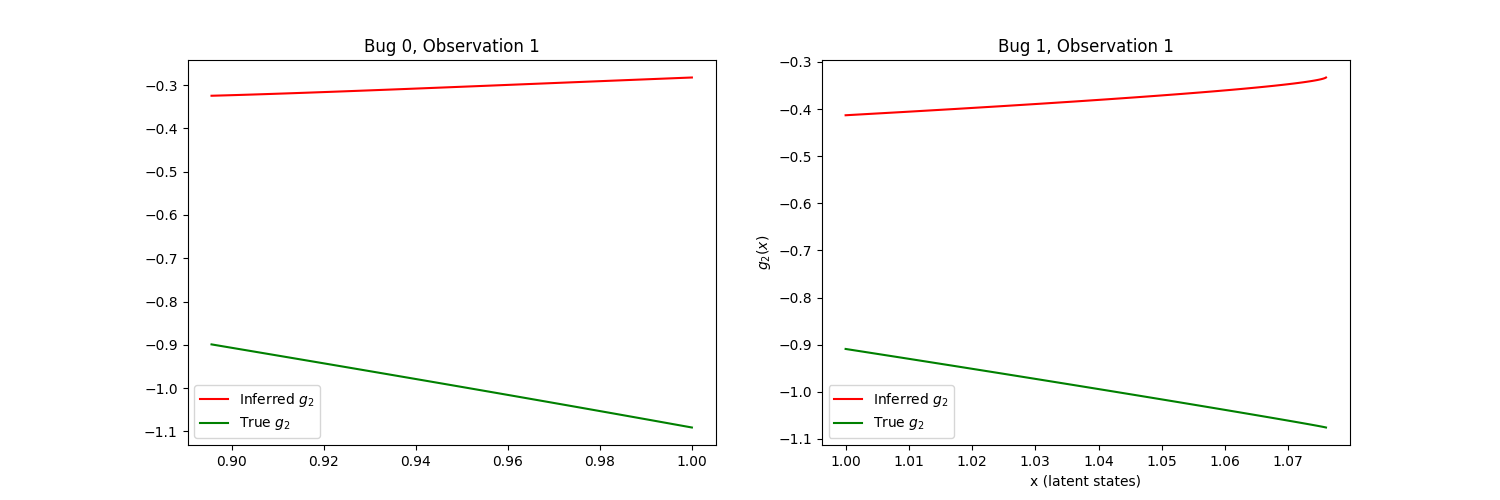 Bug 0, Observation 1
−0.3
−0.4
−0.5
−0.6
−0.7
−0.8
−0.9
−1.0
−1.1
Inferred g₂
True g₂
0.90 0.92 0.94 0.96 0.98 1.00
Bug 1, Observation 1
g₂(x)
−0.3
−0.4
−0.5
−0.6
−0.7
−0.8
−0.9
−1.0
−1.1
Inferred g₂
True g₂
1.00 1.01 1.02 1.03 1.04 1.05 1.06 1.07
x (latent states)